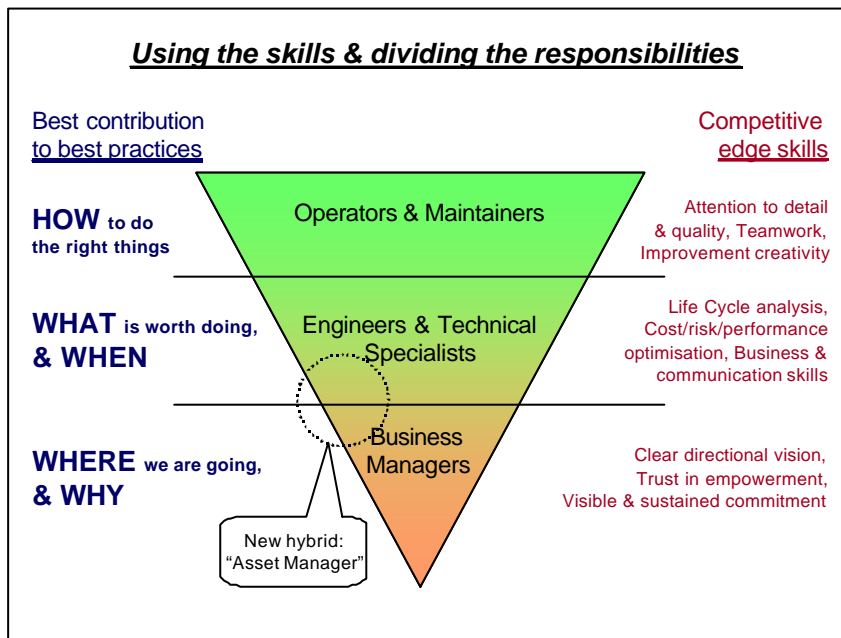 Using the skills & dividing the responsibilities
Best contribution
to best practices
Competitive
edge skills
HOW to do
the right things
Operators & Maintainers
Attention to detail
& quality, Teamwork,
Improvement creativity
WHAT is worth doing,
& WHEN
Engineers & Technical
Specialists
Life Cycle analysis,
Cost/risk/performance
optimisation, Business &
communication skills
WHERE we are going,
& WHY
Business
Managers
Clear directional vision,
Trust in empowerment,
Visible & sustained commitment
New hybrid:
“Asset Manager”